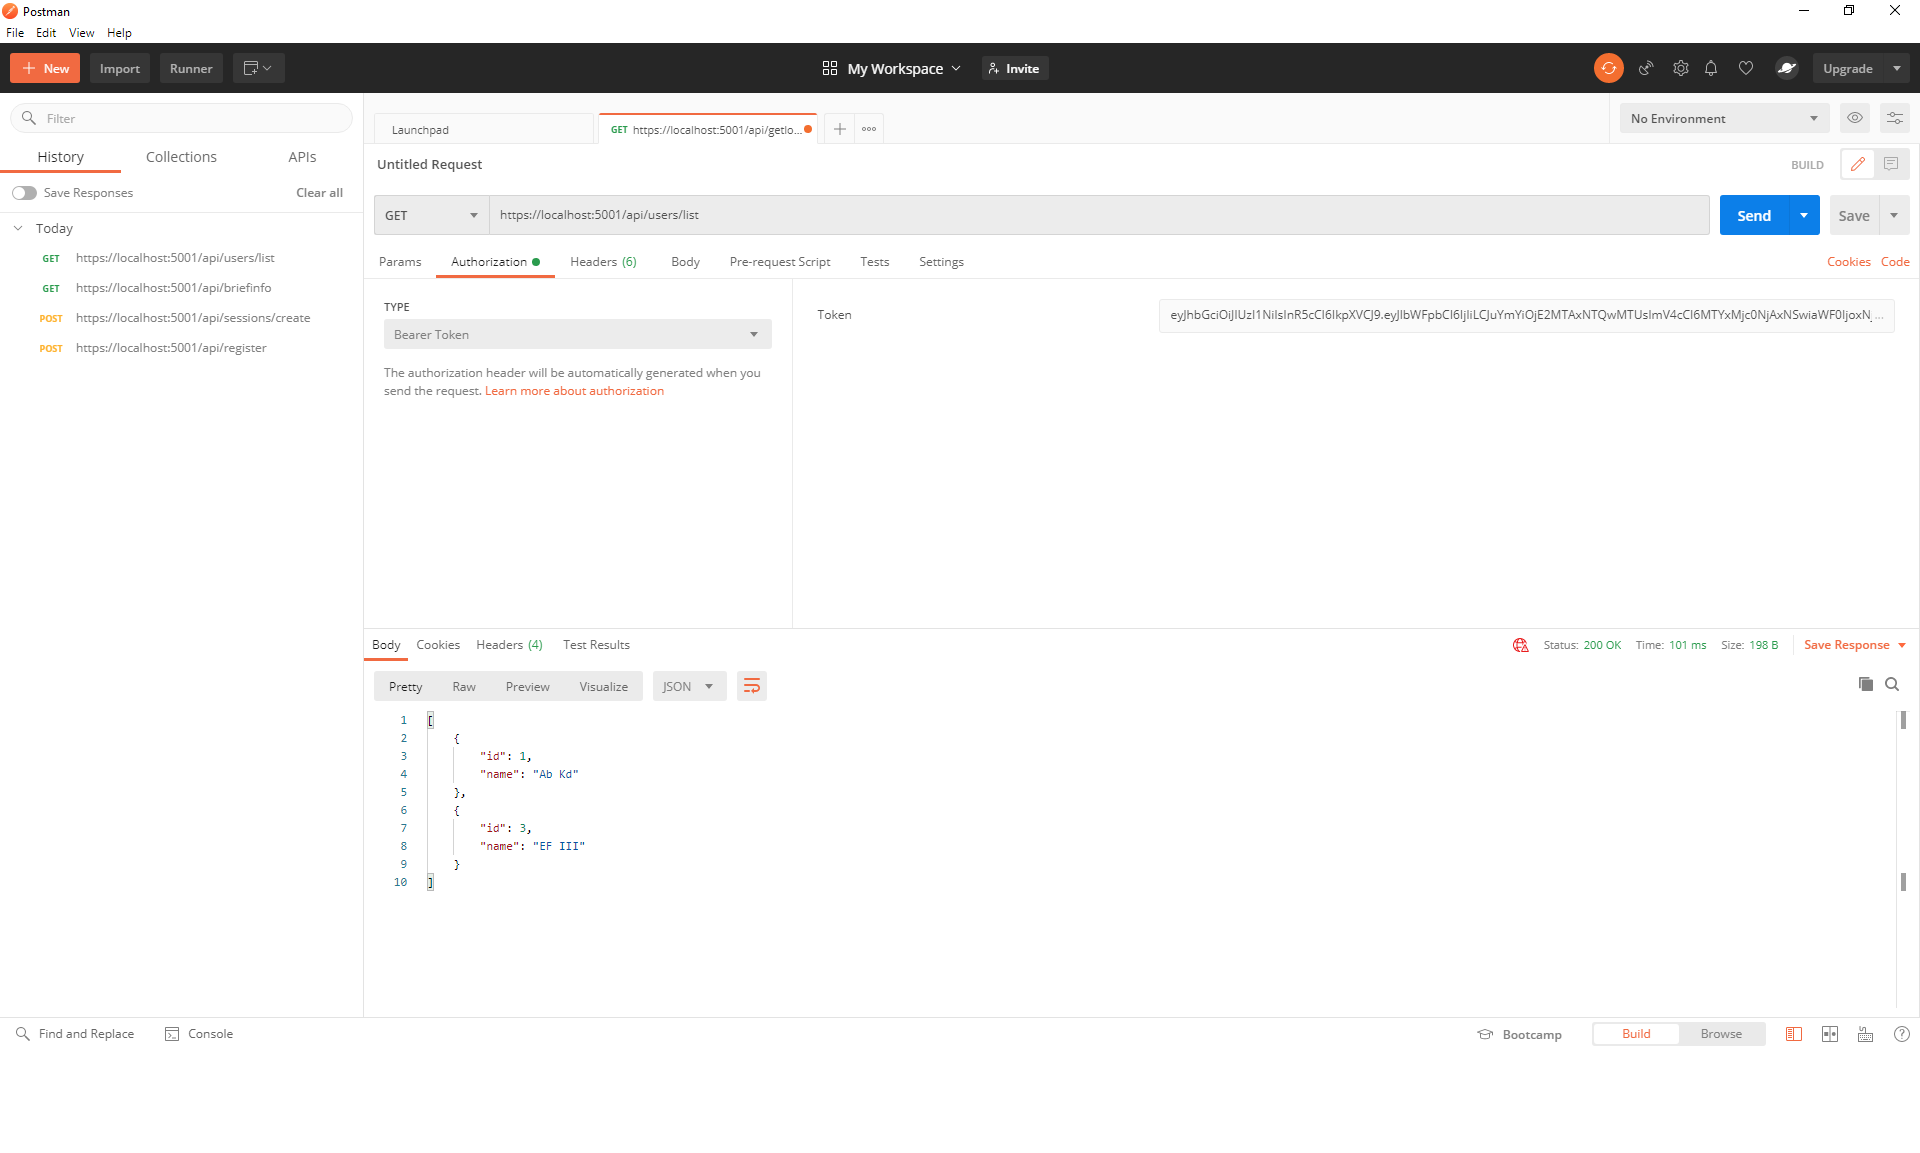 Postman
File Edit View Help
New Import Runner My Workspace Invite Upgrade
Filter
Launchpad GET https://localhost:5001/api/getlo... No Environment
History Collections APIs
Untitled Request BUILD
Save Responses Clear all
GET https://localhost:5001/api/users/list Send Save
Today
GET https://localhost:5001/api/users/list
GET https://localhost:5001/api/briefinfo
POST https://localhost:5001/api/sessions/create
POST https://localhost:5001/api/register
Params Authorization Headers (6) Body Pre-request Script Tests Settings Cookies Code
TYPE
Bearer Token
The authorization header will be automatically generated when you
send the request. Learn more about authorization
Token
Body Cookies Headers (4) Test Results Status: 200 OK Time: 101 ms Size: 198 B Save Response
Pretty Raw Preview Visualize JSON
1 [
2 {
3 "id": 1,
4 "name": "Ab Kd"
5 },
6 {
7 "id": 3,
8 "name": "EF III"
9 }
10 ]
Find and Replace Console Bootcamp Build Browse